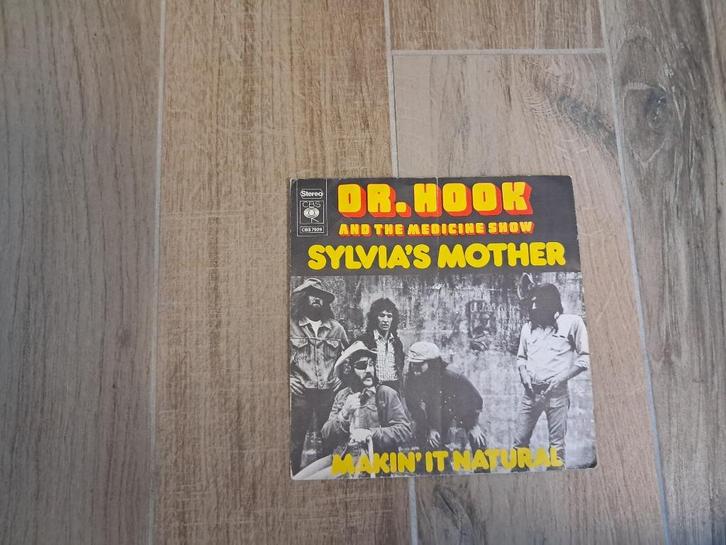 Stereo
CBS
CBS 7929
DR. HOOK
AND THE MEDICINE SHOW
SYLVIA'S MOTHER
MAKIN' IT NATURAL